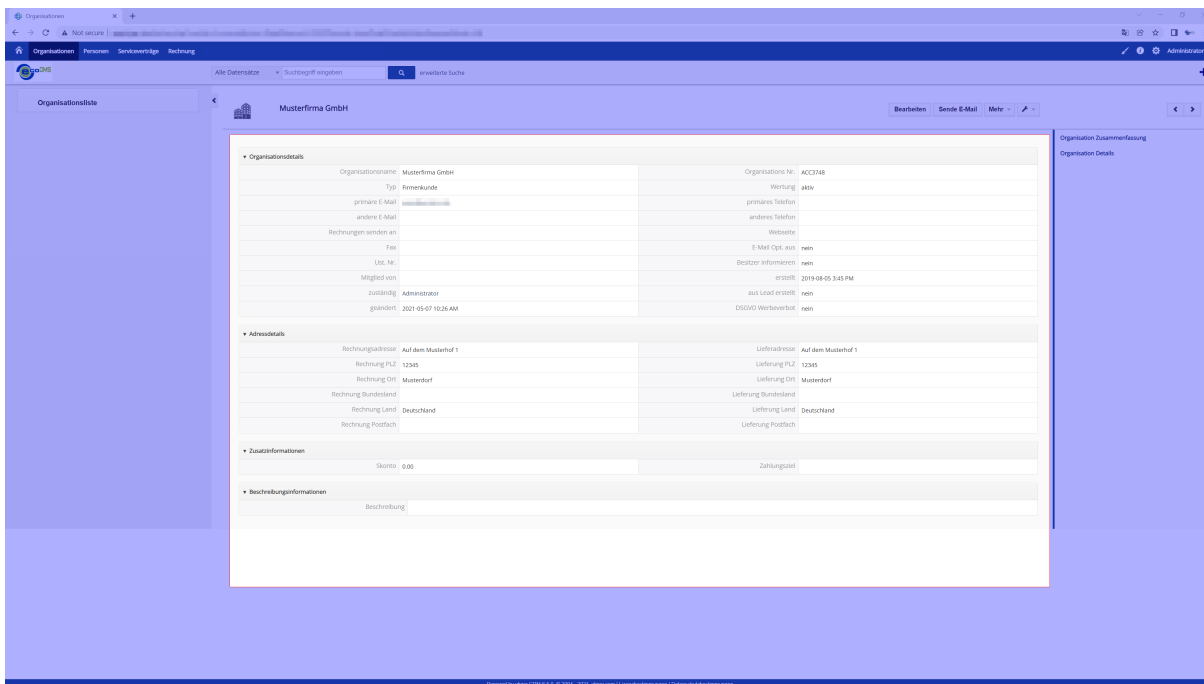 Organisationen
Not secure
Organisationen Personen Serviceverträge Rechnung Administrator
Alle Datensätze Suchbegriff eingeben erweiterte Suche
Organisationsliste
Musterfirma GmbH Bearbeiten Sende E-Mail Mehr
Organisation Zusammenfassung
Organisation Details
Organisationsdetails
Organisationsname Musterfirma GmbH Organisations Nr. ACC3748
Typ Firmenkunde Wertung aktiv
primäre E-Mail primäres Telefon
andere E-Mail anderes Telefon
Rechnungen senden an Webseite
Fax E-Mail Opt. aus nein
Ust. Nr. Besitzer informieren nein
Mitglied von erstellt 2019-08-05 3:45 PM
zuständig Administrator aus Lead erstellt nein
geändert 2021-05-07 10:26 AM DSGVO Werbeverbot nein
Adressdetails
Rechnungsadresse Auf dem Musterhof 1 Lieferadresse Auf dem Musterhof 1
Rechnung PLZ 12345 Lieferung PLZ 12345
Rechnung Ort Musterdorf Lieferung Ort Musterdorf
Rechnung Bundesland Lieferung Bundesland
Rechnung Land Deutschland Lieferung Land Deutschland
Rechnung Postfach Lieferung Postfach
Zusatzinformationen
Skonto 0,00 Zahlungsziel
Beschreibungsinformationen
Beschreibung